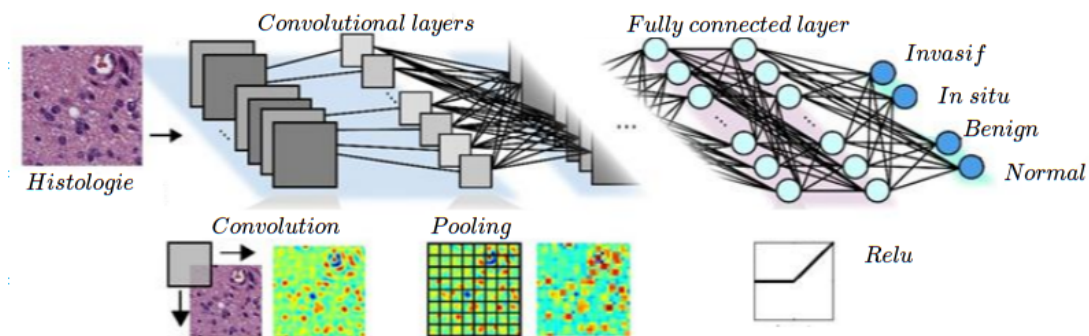 Convolutional layers
Fully connected layer
Invasif
In situ
Benign
Normal
Histologie
Convolution
Pooling
Relu